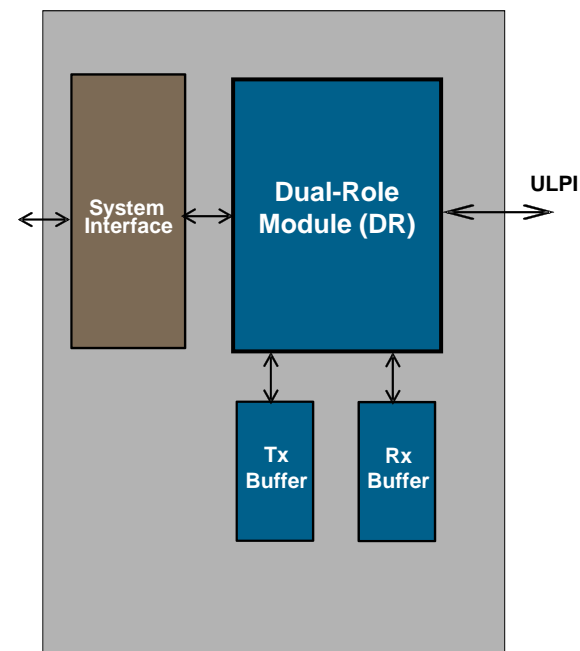 System
Interface
Dual-Role
Module (DR)
ULPI
Tx
Buffer
Rx
Buffer